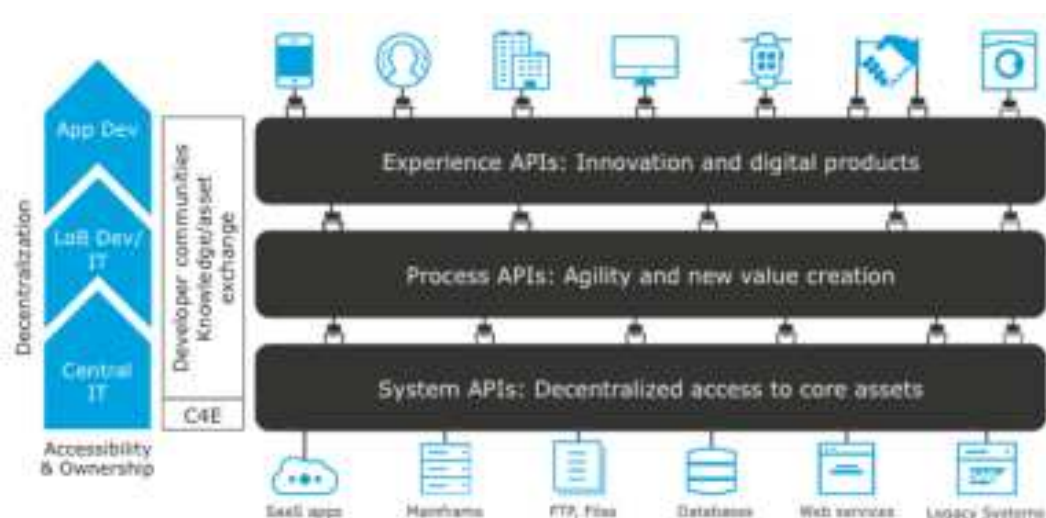 Decentralization
App Dev
LoB Dev/
IT
Central
IT
Accessibility
& Ownership
Developer communities
Knowledge/asset
exchange
C4E
Experience APIs: Innovation and digital products
Process APIs: Agility and new value creation
System APIs: Decentralized access to core assets
SaaS apps
Mainframe
FTP, Files
Databases
Web services
Legacy Systems